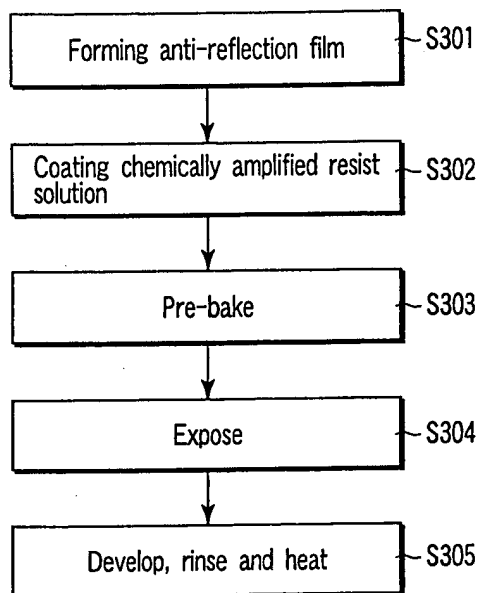 Forming anti-reflection film
S301
Coating chemically amplified resist
solution
S302
Pre-bake
S303
Expose
S304
Develop, rinse and heat
S305